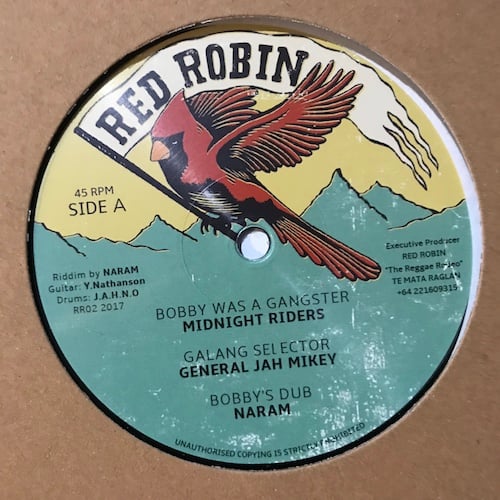 RED ROBIN
45 RPM
SIDE A
Riddim by NARAM
Guitar: Y.Nathanson
Drums: J.A.H.N.O
RR02 2017
Executive Producer
RED ROBIN
"The Reggae Rodeo"
TE MATA RAGLAN
+64 221609315
BOBBY WAS A GANGSTER
MIDNIGHT RIDERS
GALANG SELECTOR
GENERAL JAH MIKEY
BOBBY'S DUB
NARAM
UNAUTHORISED COPYING IS STRICTLY PROHIBITED